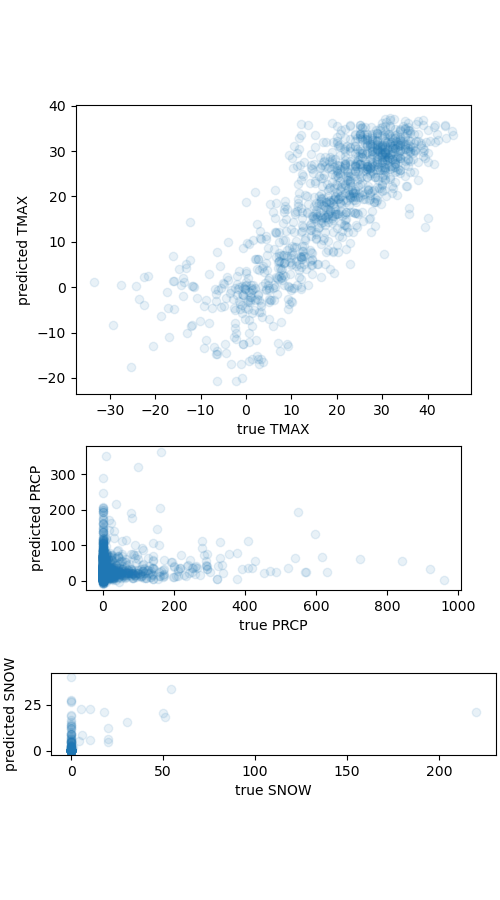 40
30
20
10
0
−10
−20
predicted TMAX
−30 −20 −10 0 10 20 30 40
true TMAX
300
200
100
0
predicted PRCP
0 200 400 600 800 1000
true PRCP
25
0
predicted SNOW
0 50 100 150 200
true SNOW